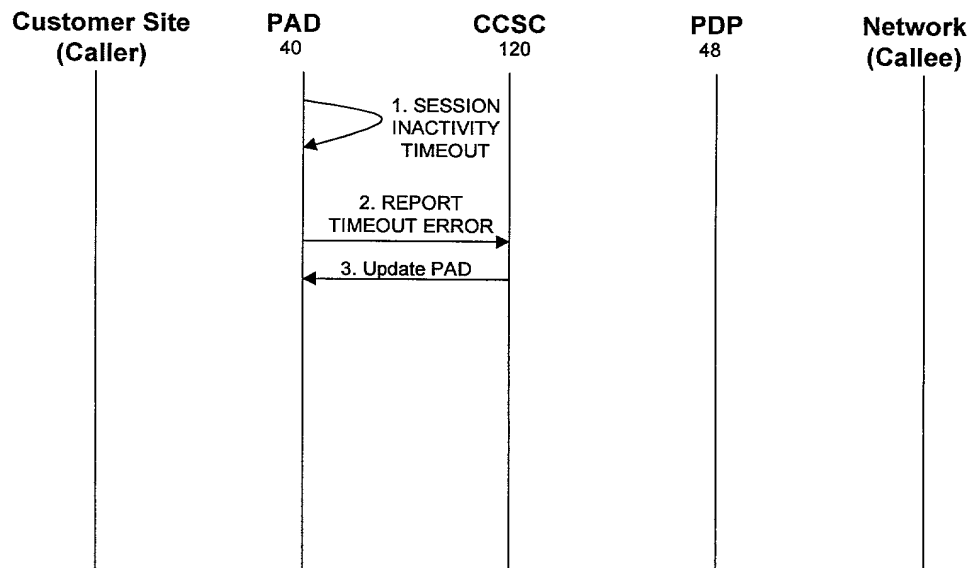 Customer Site
(Caller)
PAD
40
CCSC
120
PDP
48
Network
(Callee)
1. SESSION
INACTIVITY
TIMEOUT
2. REPORT
TIMEOUT ERROR
3. Update PAD